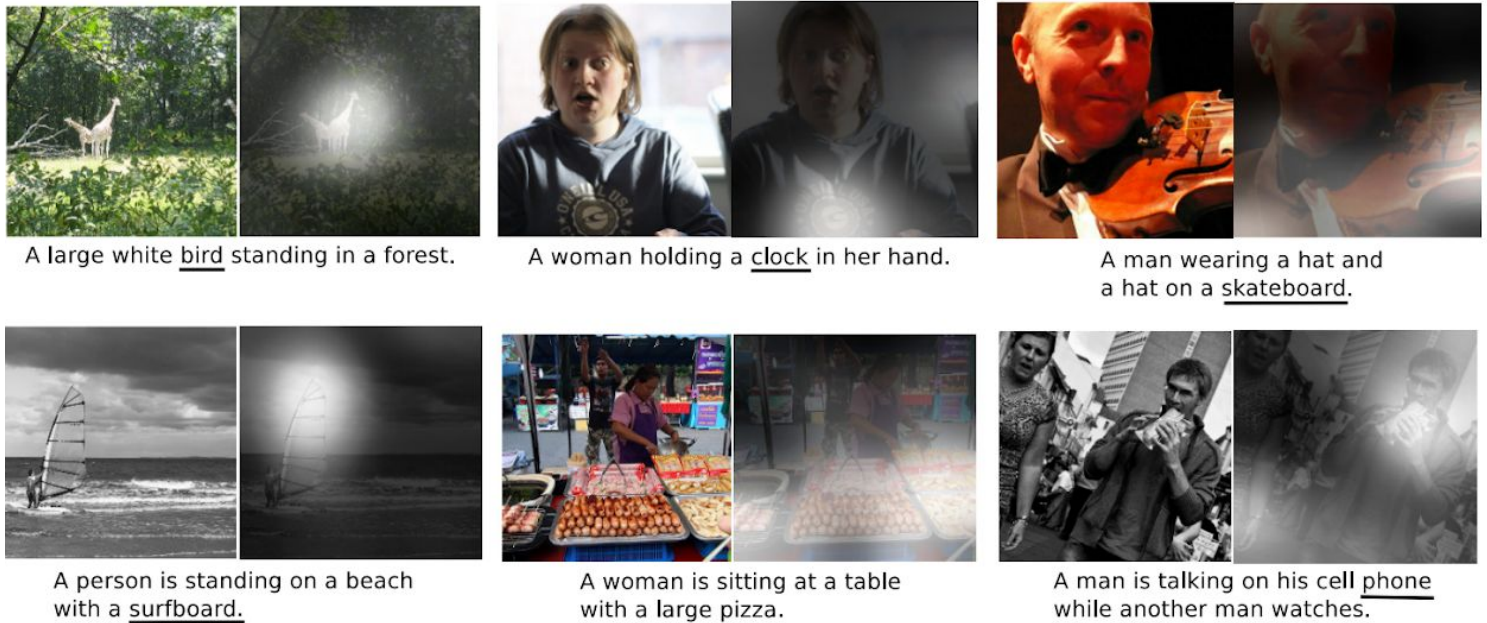 A large white bird standing in a forest.
A woman holding a clock in her hand.
A man wearing a hat and
a hat on a skateboard.
A person is standing on a beach
with a surfboard.
A woman is sitting at a table
with a large pizza.
A man is talking on his cell phone
while another man watches.